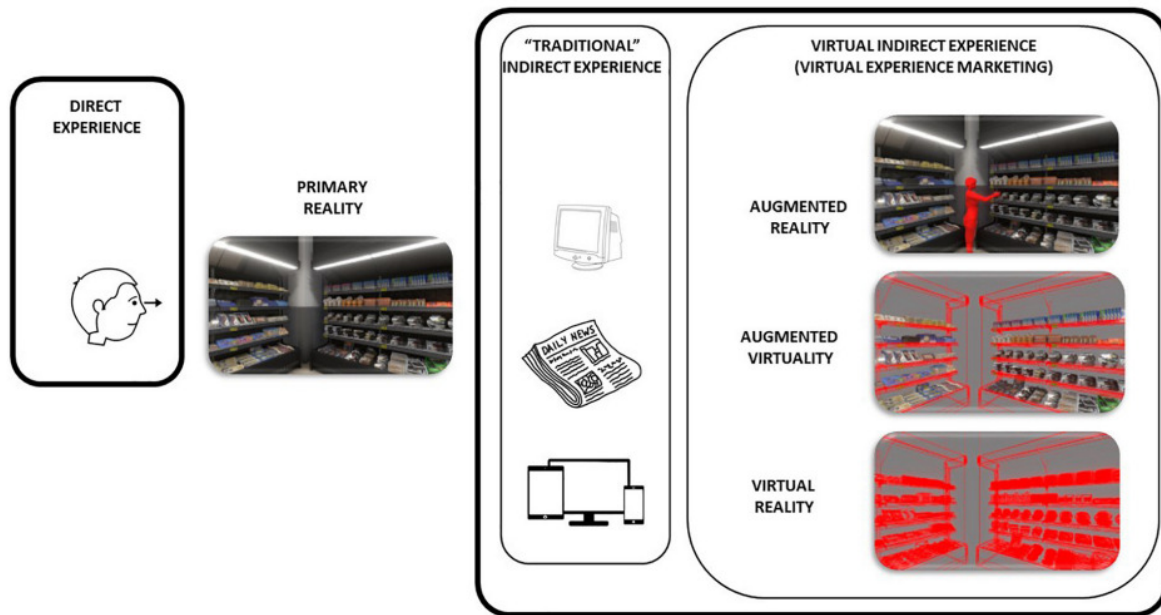 DIRECT
EXPERIENCE
PRIMARY
REALITY
“TRADITIONAL”
INDIRECT EXPERIENCE
DAILY NEWS
VIRTUAL INDIRECT EXPERIENCE
(VIRTUAL EXPERIENCE MARKETING)
AUGMENTED
REALITY
AUGMENTED
VIRTUALITY
VIRTUAL
REALITY